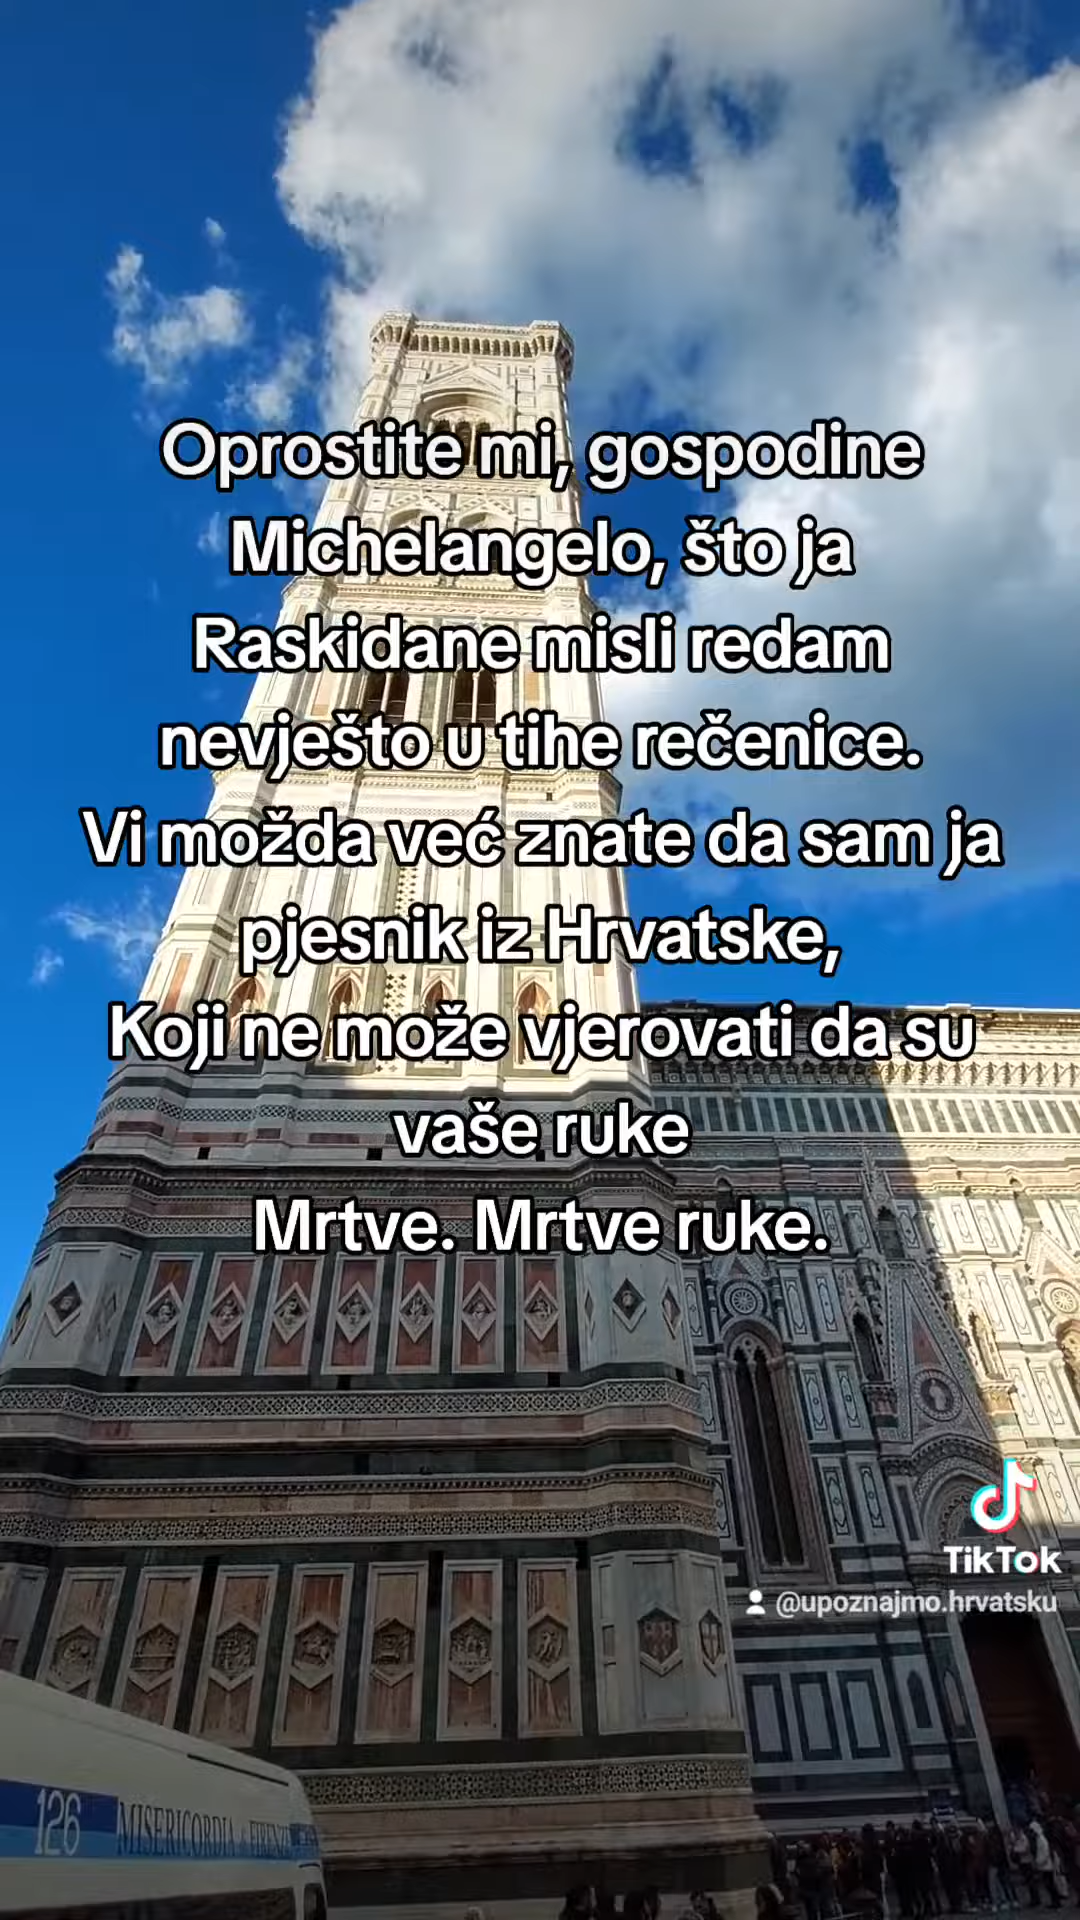 Oprostite mi, gospodine
Michelangelo, što ja
Raskidane misli redam
nevješto u tihe rečenice.
Vi možda već znate da sam ja
pjesnik iz Hrvatske,
Koji ne može vjerovati da su
vaše ruke
Mrtve. Mrtve ruke.
TikTok
@upoznajmo.hrvatsku
126 MISERICORDIA di FIRENZE